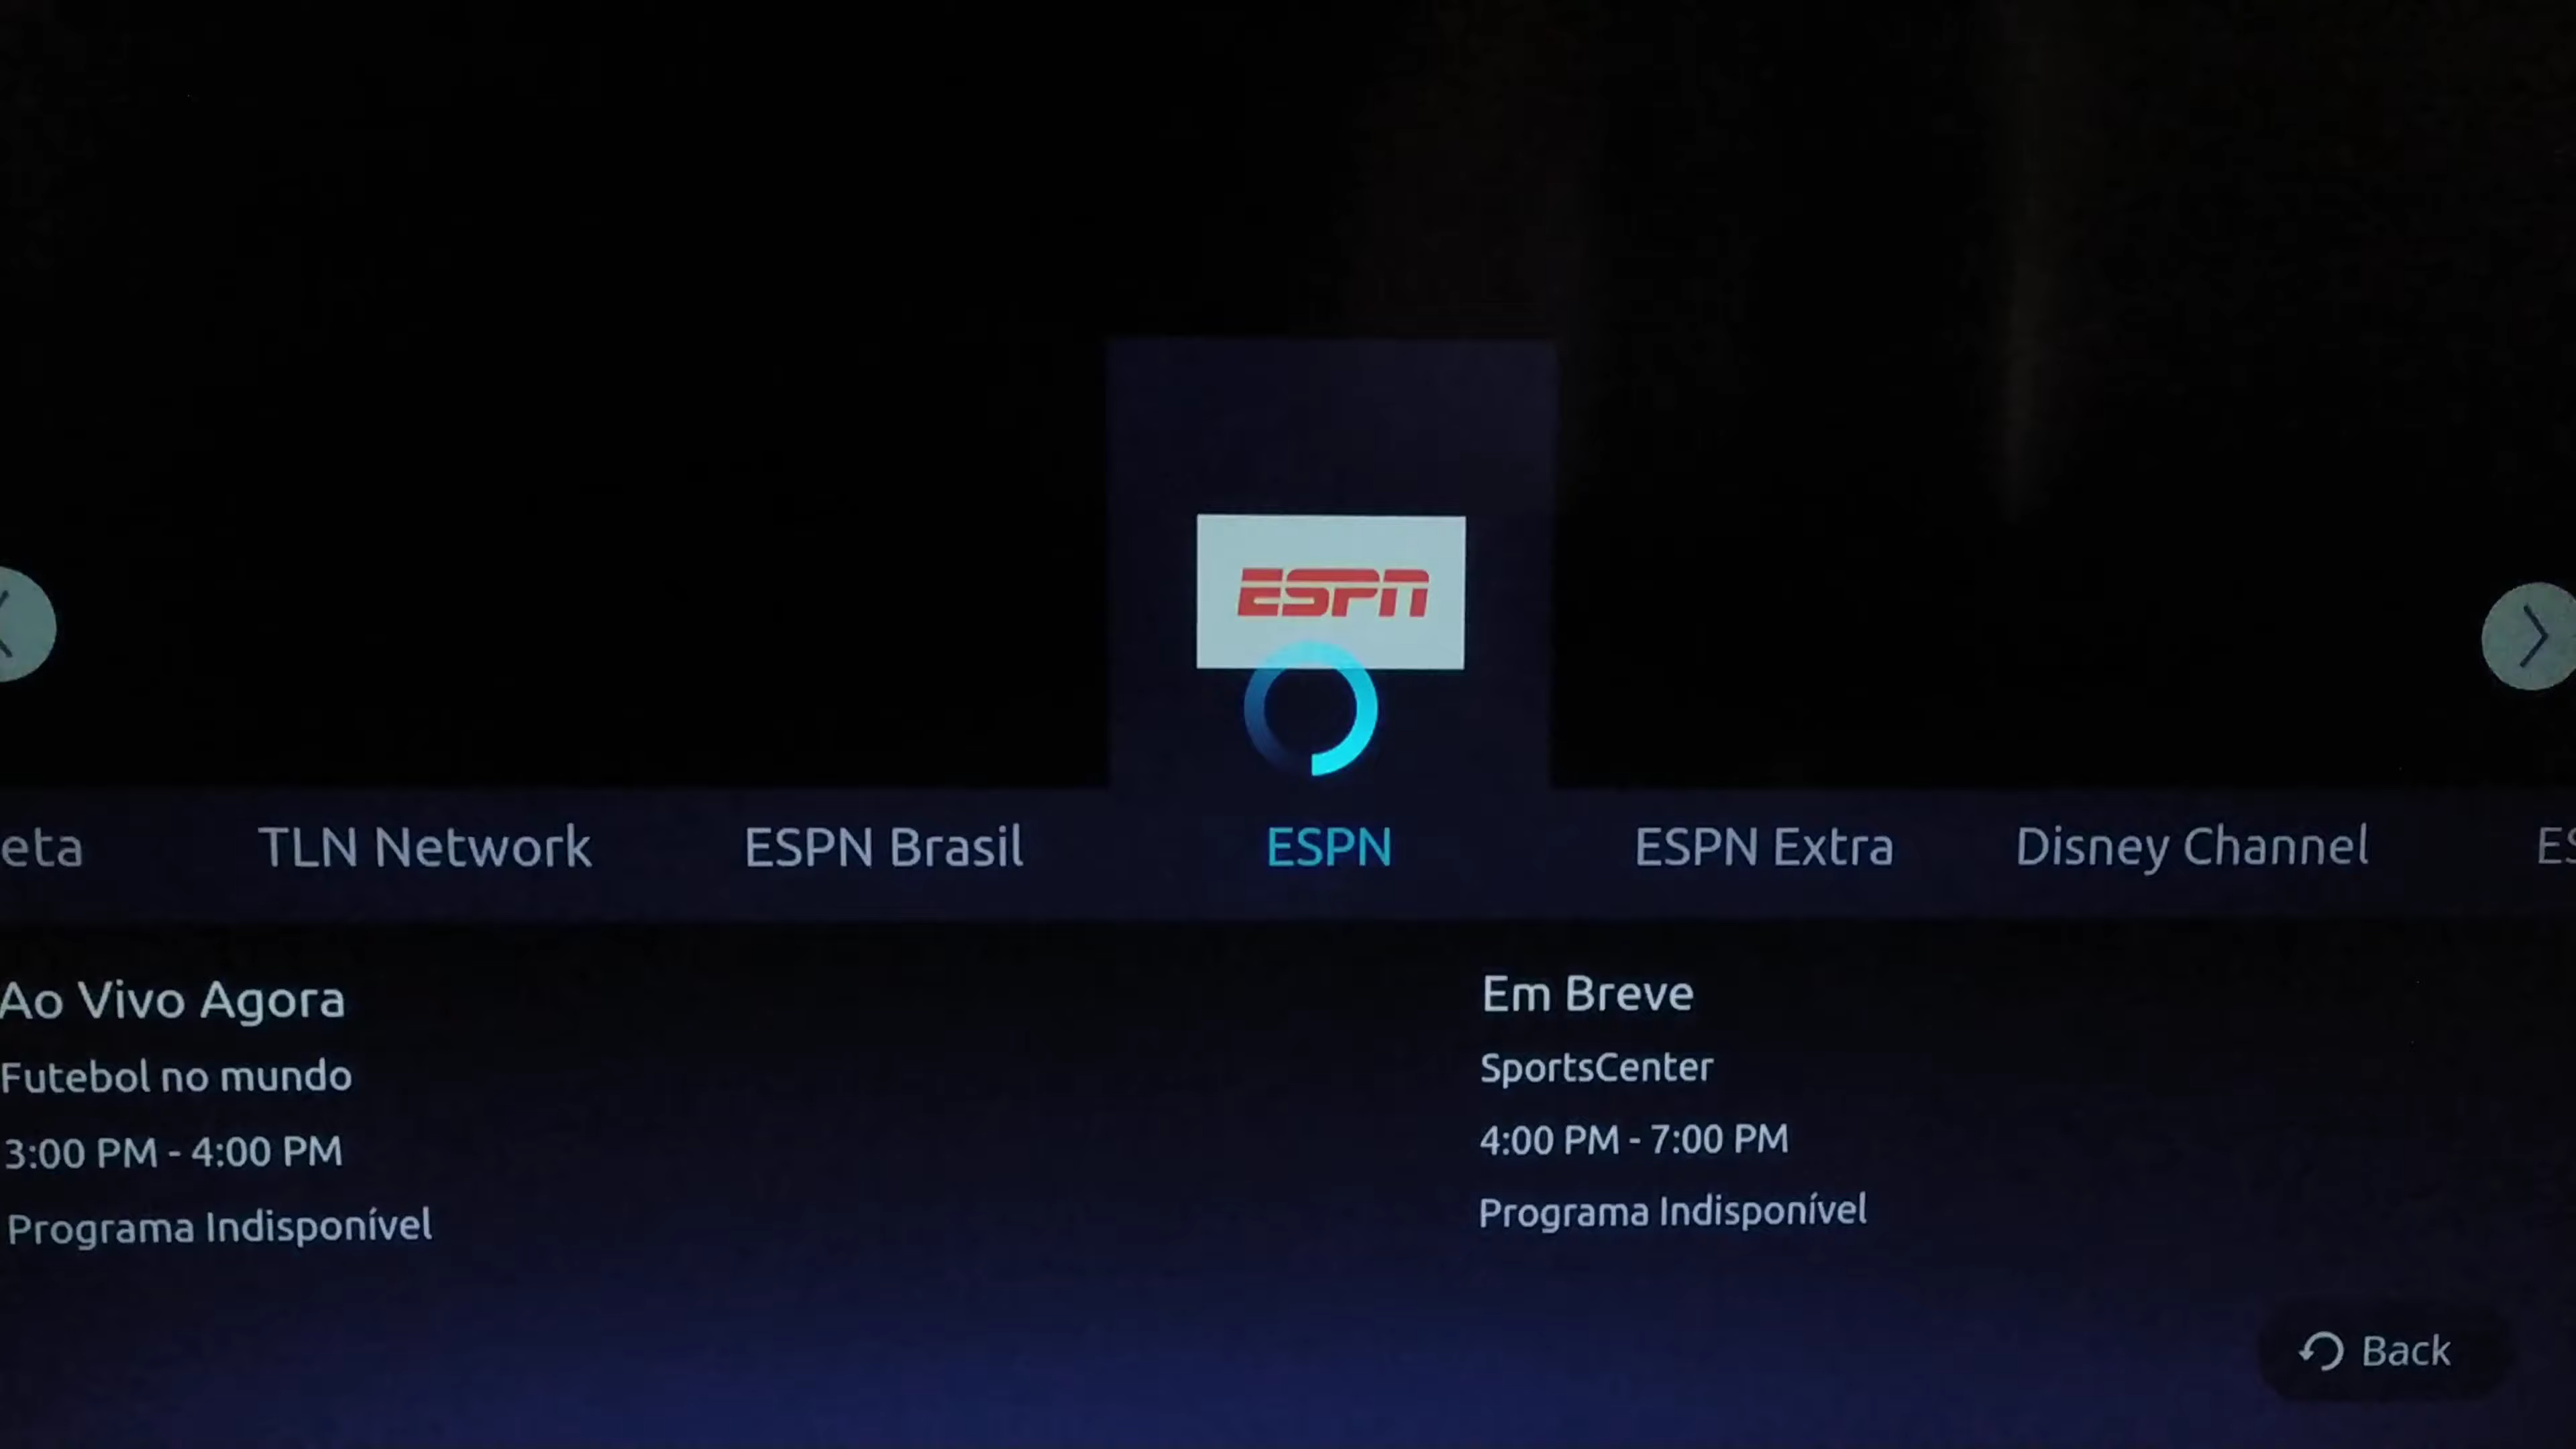 ESPN
eta TLN Network ESPN Brasil ESPN ESPN Extra Disney Channel ES
Ao Vivo Agora
Futebol no mundo
3:00 PM - 4:00 PM
Programa Indisponível
Em Breve
SportsCenter
4:00 PM - 7:00 PM
Programa Indisponível
Back